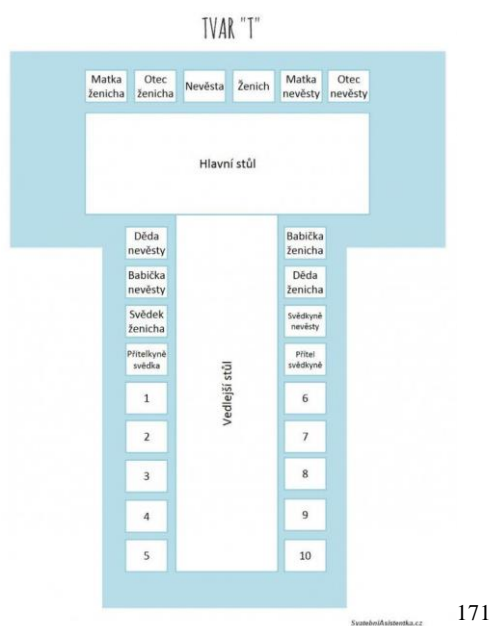 TVAR "T"
Matka ženicha
Otec ženicha
Nevěsta
Ženich
Matka nevěsty
Otec nevěsty
Hlavní stůl
Děda nevěsty
Babička ženicha
Babička nevěsty
Děda ženicha
Svědek ženicha
Svědkyně nevěsty
Přítelkyně svědka
Přítel svědkyně
Vedlejší stůl
1
6
2
7
3
8
4
9
5
10
SvatebniAsistentka.cz
171